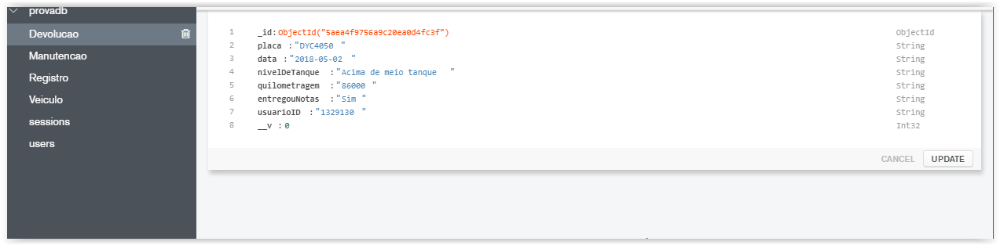 provadb
Devolucao
Manutencao
Registro
Veiculo
sessions
users
1 _id:ObjectId("5aea4f9756a9c20ea0d4fc3f") ObjectId
2 placa :"DYC4050 " String
3 data :"2018-05-02 " String
4 nivelDeTanque :"Acima de meio tanque " String
5 quilometragem :"86000 " String
6 entregouNotas :"Sim " String
7 usuarioID :"1329130 " String
8 __v :0 Int32
CANCEL UPDATE